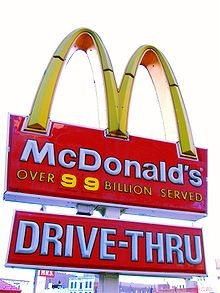 McDonald's
OVER 99 BILLION SERVED
DRIVE-THRU